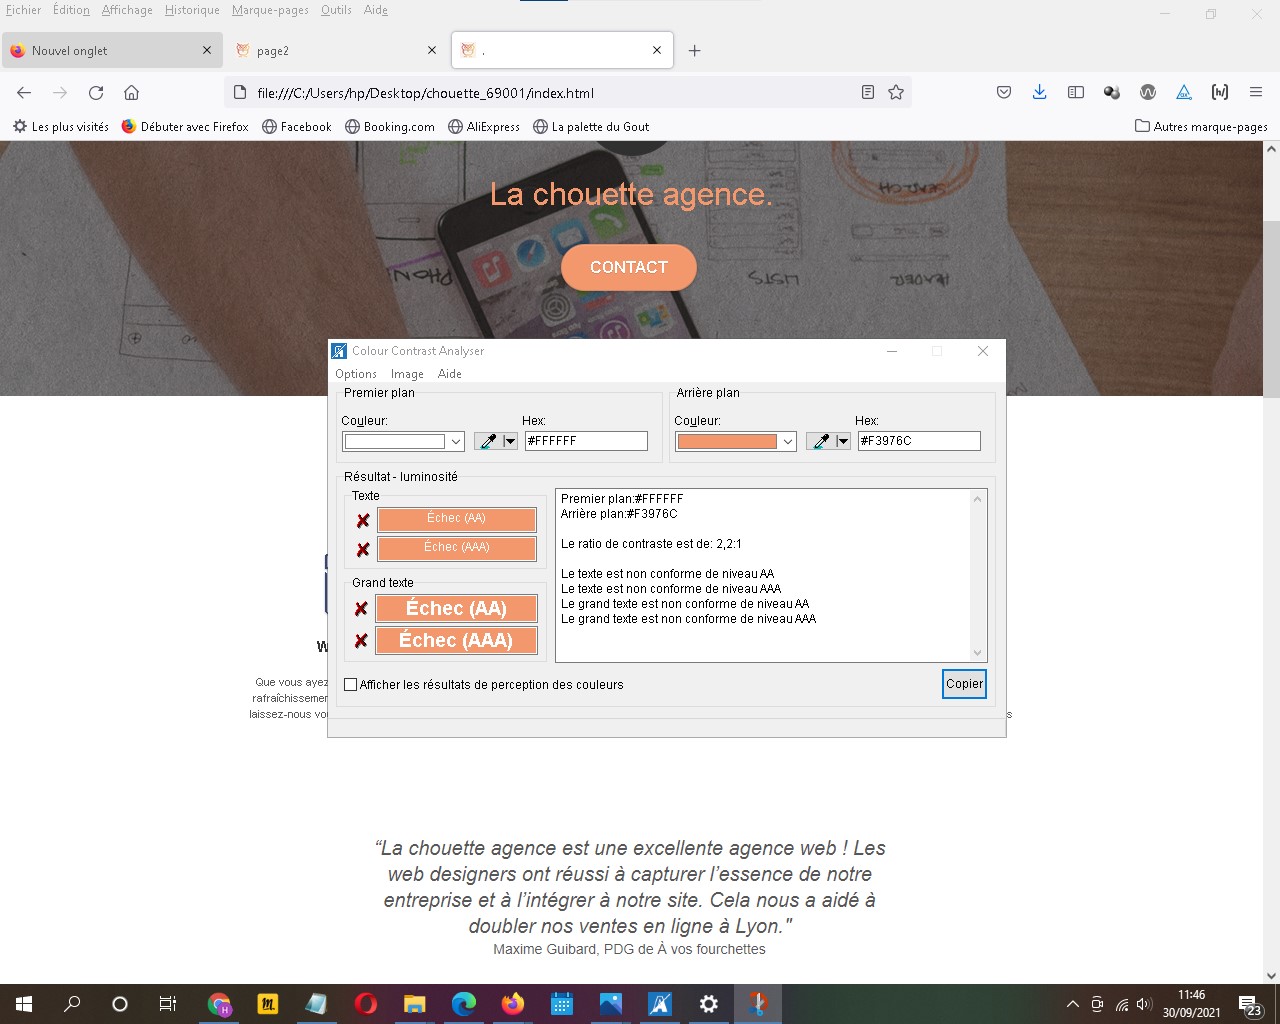 Fichier Édition Affichage Historique Marque-pages Outils Aide
Nouvel onglet
page2
.
file:///C:/Users/hp/Desktop/chouette_69001/index.html
Les plus visités Débuter avec Firefox Facebook Booking.com AliExpress La palette du Gout Autres marque-pages
SEARCH
La chouette agence.
CONTACT
PHON
LISTS
HEADER
Colour Contrast Analyser
Options Image Aide
Premier plan
Arrière plan
Couleur:
Hex:
Couleur:
Hex:
#FFFFFF
#F3976C
Résultat - luminosité
Texte
Échec (AA)
Échec (AAA)
Grand texte
Échec (AA)
Échec (AAA)
Premier plan:#FFFFFF
Arrière plan:#F3976C
Le ratio de contraste est de: 2,2:1
Le texte est non conforme de niveau AA
Le texte est non conforme de niveau AAA
Le grand texte est non conforme de niveau AA
Le grand texte est non conforme de niveau AAA
Afficher les résultats de perception des couleurs
Copier
W
Que vous ayez
rafraîchissemen
laissez-nous vo
s
“La chouette agence est une excellente agence web ! Les
web designers ont réussi à capturer l’essence de notre
entreprise et à l’intégrer à notre site. Cela nous a aidé à
doubler nos ventes en ligne à Lyon."
Maxime Guibard, PDG de À vos fourchettes
11:46
30/09/2021
23